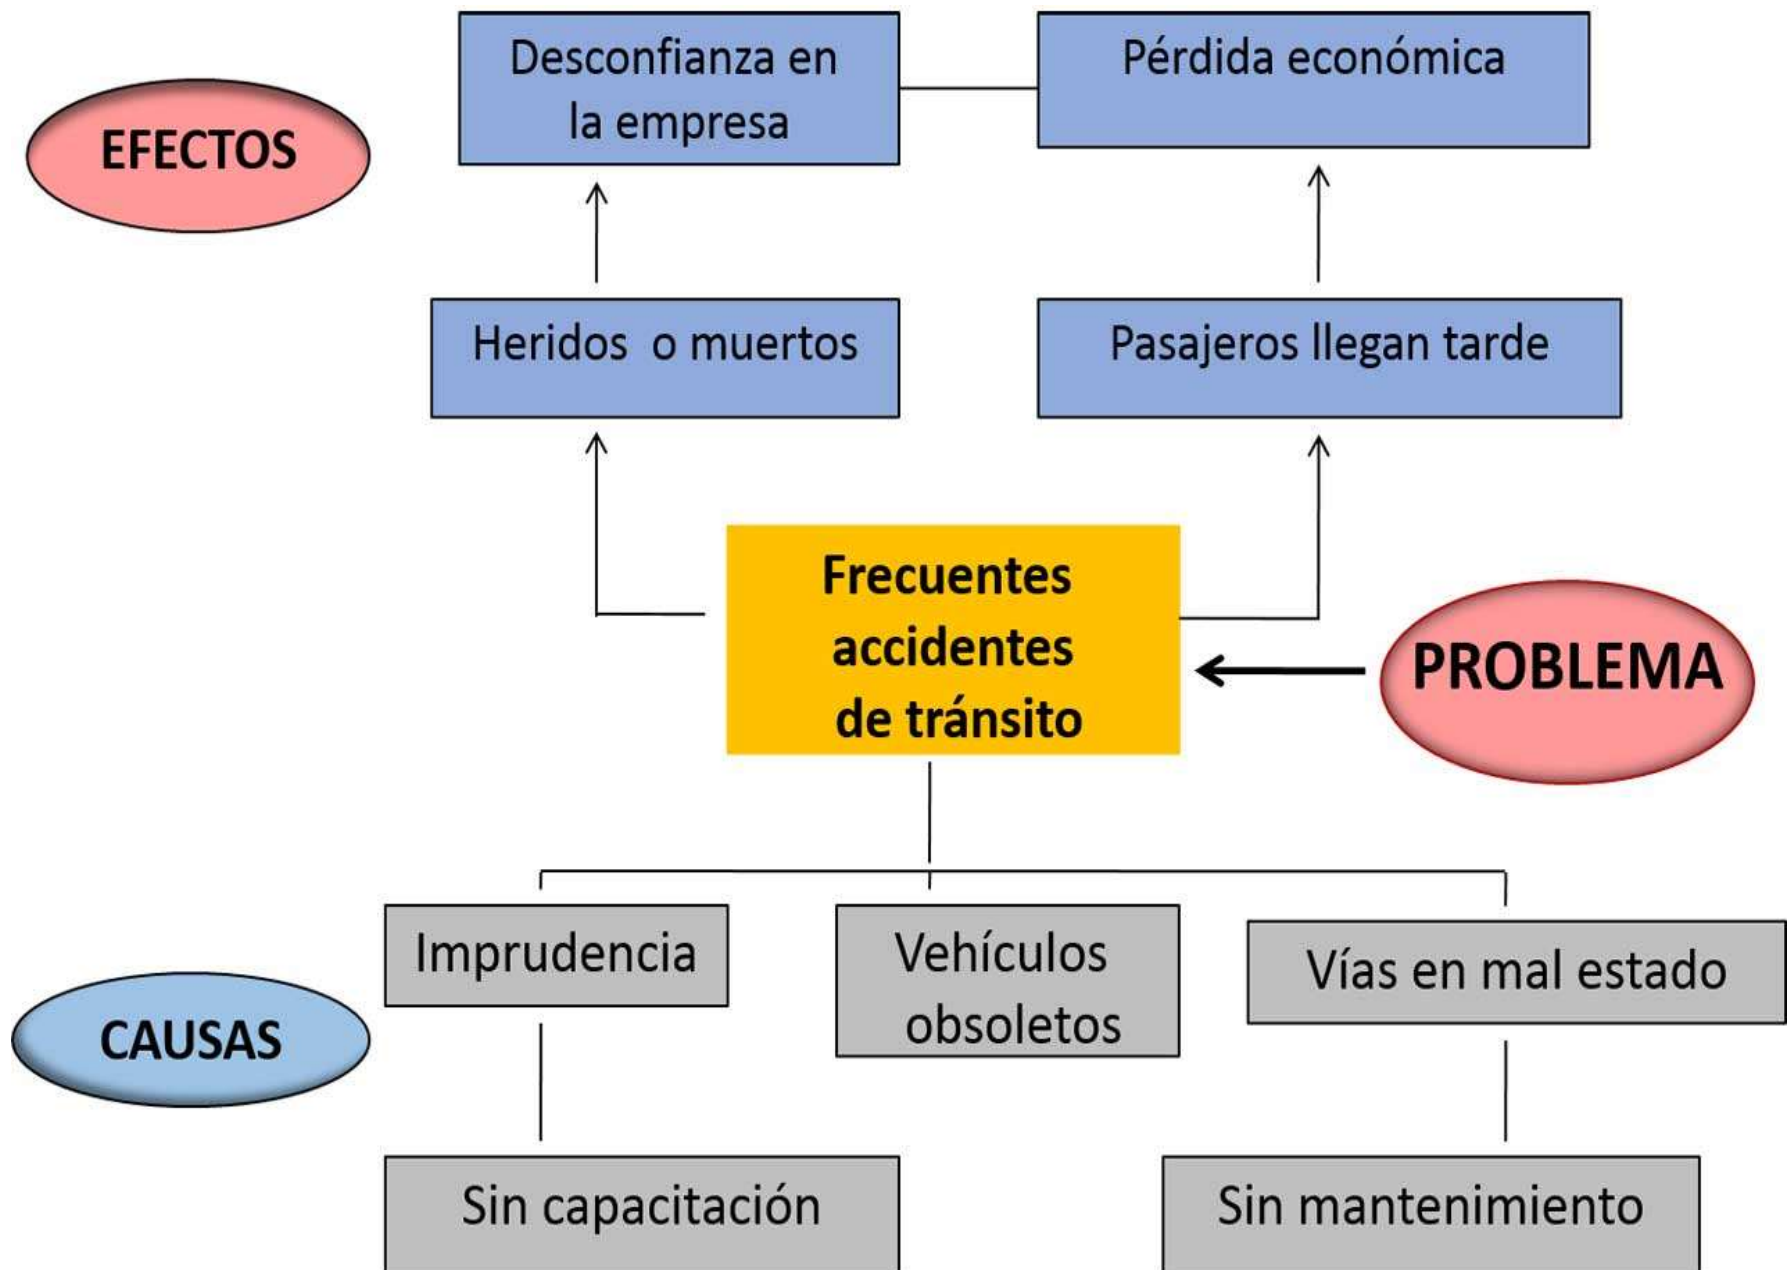 Desconfianza en
la empresa
Pérdida económica
EFECTOS
Heridos o muertos
Pasajeros llegan tarde
Frecuentes
accidentes
de tránsito
PROBLEMA
Imprudencia
Vehículos
obsoletos
Vías en mal estado
CAUSAS
Sin capacitación
Sin mantenimiento